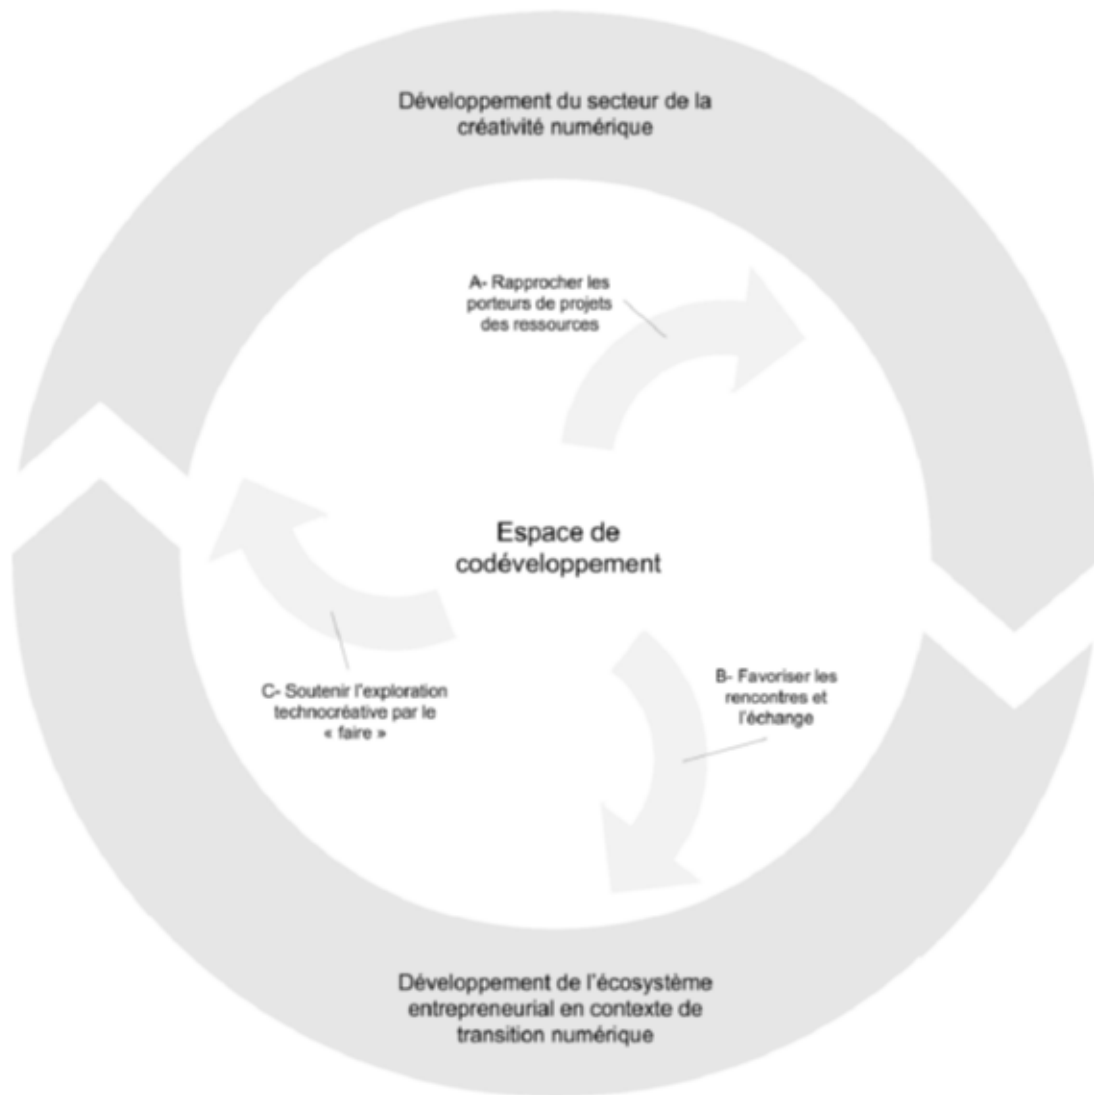 Développement du secteur de la
créativité numérique
A- Rapprocher les
porteurs de projets
des ressources
Espace de
codéveloppement
B- Favoriser les
rencontres et
l'échange
C- Soutenir l'exploration
technocréative par le
« faire »
Développement de l'écosystème
entrepreneurial en contexte de
transition numérique